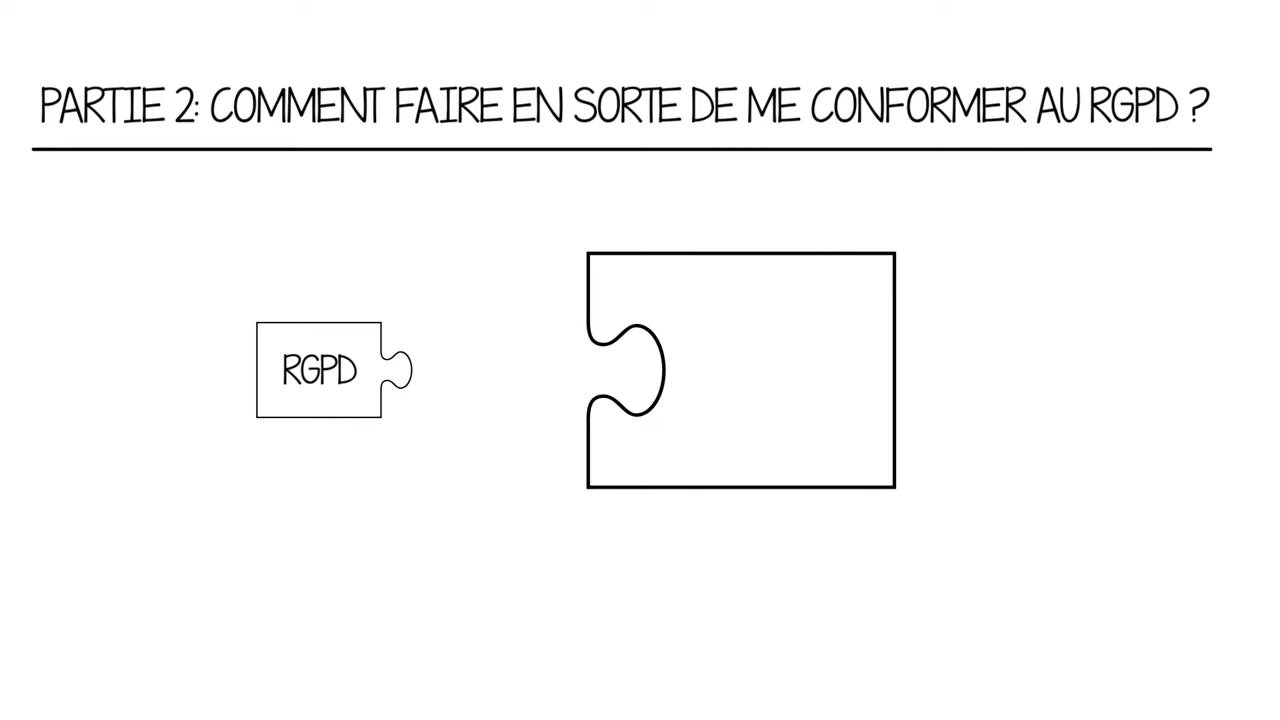 PARTIE 2: COMMENT FAIRE EN SORTE DE ME CONFORMER AU RGPD ?
RGPD